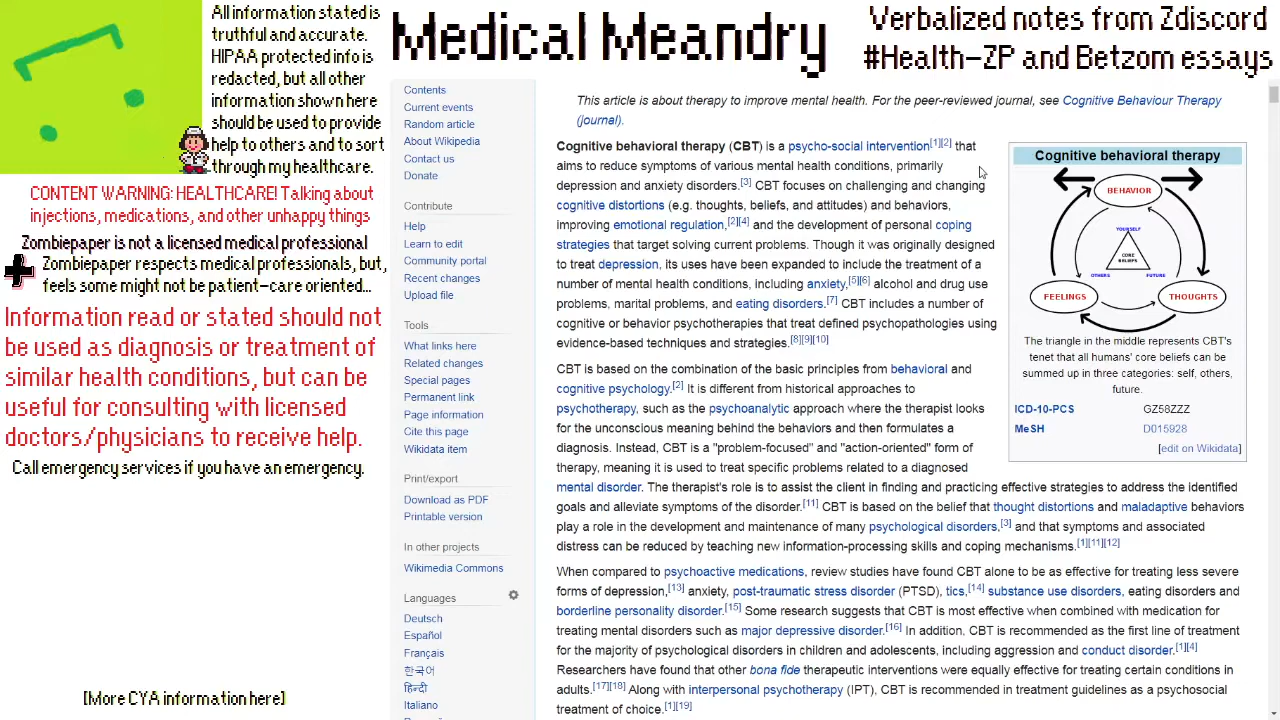 All information stated is
truthful and accurate.
HIPAA protected info is
redacted, but all other
information shown here
should be used to provide
help to others and to sort
through my healthcare.
CONTENT WARNING: HEALTHCARE! Talking about
injections, medications, and other unhappy things
Zombiepaper is not a licensed medical professional
Zombiepaper respects medical professionals, but,
feels some might not be patient-care oriented...
Information read or stated should not
be used as diagnosis or treatment of
similar health conditions, but can be
useful for consulting with licensed
doctors/physicians to receive help.
Call emergency services if you have an emergency.
[More CYA information here]
Medical Meandry
Verbalized notes from Zdiscord
#Health-ZP and Betzom essays
Contents
Current events
Random article
About Wikipedia
Contact us
Donate
Contribute
Help
Learn to edit
Community portal
Recent changes
Upload file
Tools
What links here
Related changes
Special pages
Permanent link
Page information
Cite this page
Wikidata item
Print/export
Download as PDF
Printable version
In other projects
Wikimedia Commons
Languages
Deutsch
Español
Français
한국어
हिन्दी
Italiano
This article is about therapy to improve mental health. For the peer-reviewed journal, see Cognitive Behaviour Therapy
(journal).
Cognitive behavioral therapy (CBT) is a psycho-social intervention[1][2] that
aims to reduce symptoms of various mental health conditions, primarily
depression and anxiety disorders.[3] CBT focuses on challenging and changing
cognitive distortions (e.g. thoughts, beliefs, and attitudes) and behaviors,
improving emotional regulation,[2][4] and the development of personal coping
strategies that target solving current problems. Though it was originally designed
to treat depression, its uses have been expanded to include the treatment of a
number of mental health conditions, including anxiety,[5][6] alcohol and drug use
problems, marital problems, and eating disorders.[7] CBT includes a number of
cognitive or behavior psychotherapies that treat defined psychopathologies using
evidence-based techniques and strategies.[8][9][10]
CBT is based on the combination of the basic principles from behavioral and
cognitive psychology.[2] It is different from historical approaches to
psychotherapy, such as the psychoanalytic approach where the therapist looks
for the unconscious meaning behind the behaviors and then formulates a
diagnosis. Instead, CBT is a "problem-focused" and "action-oriented" form of
therapy, meaning it is used to treat specific problems related to a diagnosed
mental disorder. The therapist's role is to assist the client in finding and practicing effective strategies to address the identified
goals and alleviate symptoms of the disorder.[11] CBT is based on the belief that thought distortions and maladaptive behaviors
play a role in the development and maintenance of many psychological disorders,[3] and that symptoms and associated
distress can be reduced by teaching new information-processing skills and coping mechanisms.[1][11][12]
When compared to psychoactive medications, review studies have found CBT alone to be as effective for treating less severe
forms of depression,[13] anxiety, post-traumatic stress disorder (PTSD), tics,[14] substance use disorders, eating disorders and
borderline personality disorder.[15] Some research suggests that CBT is most effective when combined with medication for
treating mental disorders such as major depressive disorder.[16] In addition, CBT is recommended as the first line of treatment
for the majority of psychological disorders in children and adolescents, including aggression and conduct disorder.[1][4]
Researchers have found that other bona fide therapeutic interventions were equally effective for treating certain conditions in
adults.[17][18] Along with interpersonal psychotherapy (IPT), CBT is recommended in treatment guidelines as a psychosocial
treatment of choice.[1][19]
Cognitive behavioral therapy
BEHAVIOR
YOURSELF
CORE
BELIEFS
OTHERS
FUTURE
FEELINGS
THOUGHTS
The triangle in the middle represents CBT's
tenet that all humans' core beliefs can be
summed up in three categories: self, others,
future.
ICD-10-PCS GZ58ZZZ
MeSH D015928
[edit on Wikidata]